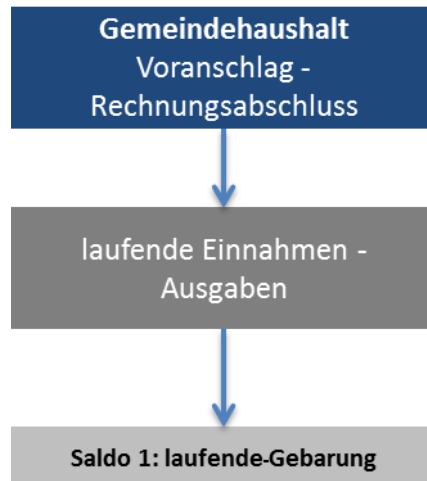 Gemeindehaushalt
Voranschlag -
Rechnungsabschluss
laufende Einnahmen -
Ausgaben
Saldo 1: laufende-Gebarung